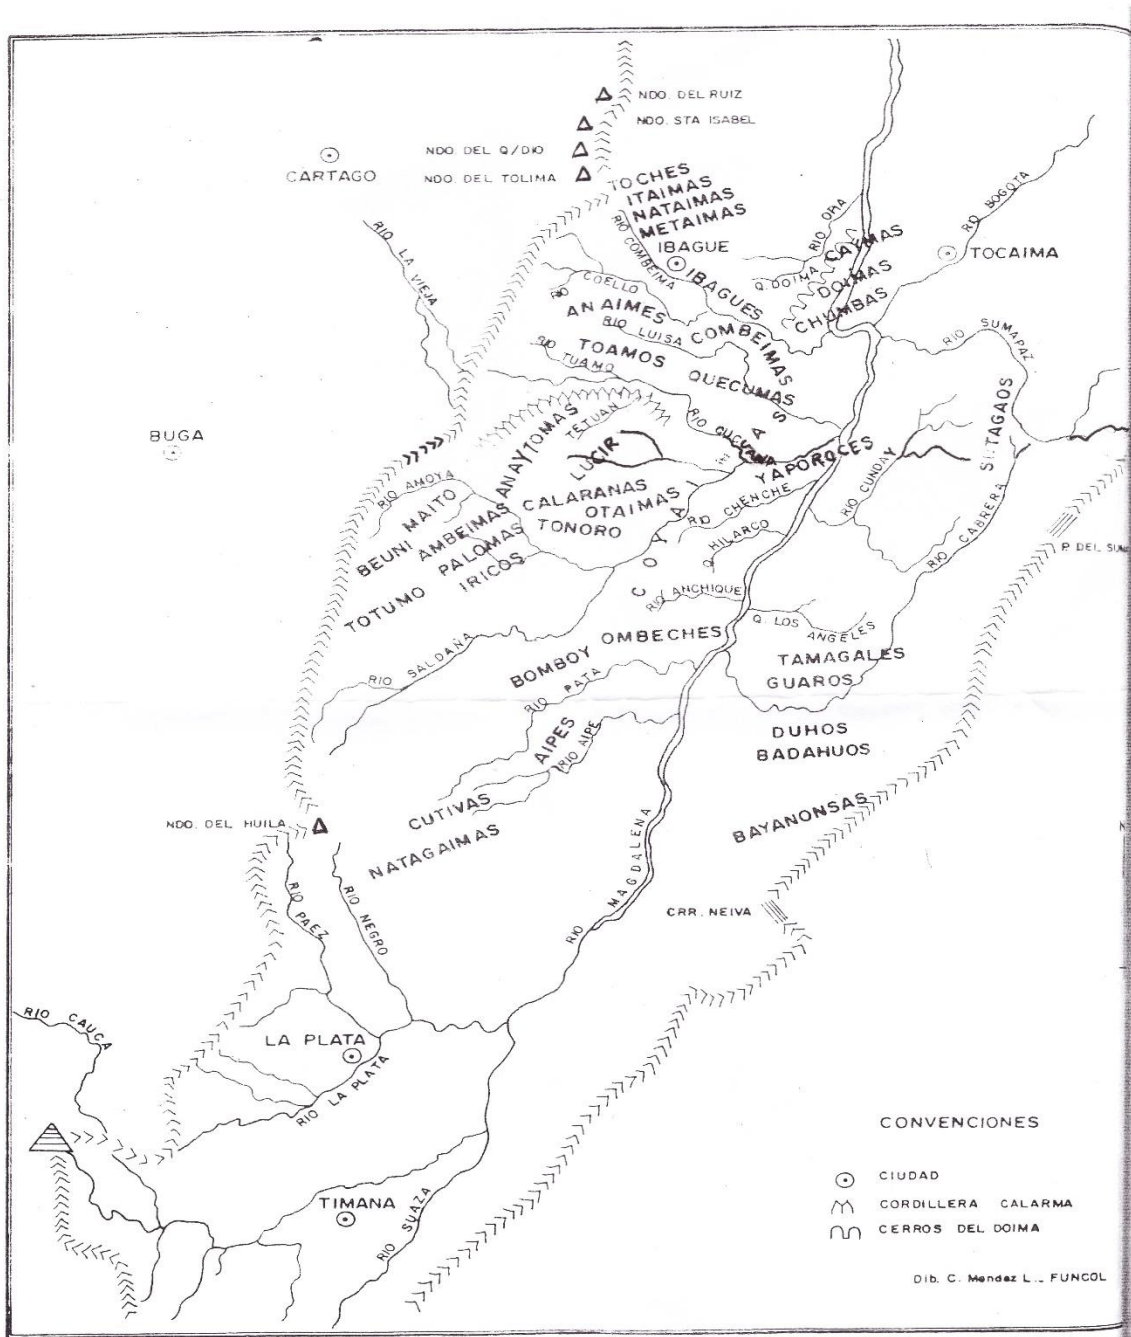 NDO. DEL RUIZ
NDO. STA ISABEL
NDO. DEL Q/DIO
NDO. DEL TOLIMA
CARTAGO
TOCHES
ITAIMAS
NATAIMAS
METAIMAS
RIO COMBEIMA
IBAGUE
IBAGUES
RIO OPIA
Q. DOIMA
CAYMAS
DOIMAS
CHUMBAS
RIO BOGOTA
TOCAIMA
RIO LA VIEJA
RIO COELLO
ANAIMES
COMBEIMAS
RIO LUISA
RIO TUAMO
TOAMOS
QUECUMAS
RIO SUMAPAZ
SUTAGAOS
BUGA
TETUAN
ANAYTOMAS
LUCIR
RIO CUCUANA
YAPOROCES
COYAIMAS
RIO AMOYA
MAITO
BEUNI
AMBEIMAS
CALARANAS
OTAIMAS
TONORO
PALOMAS
IRICOS
TOTUMO
RIO CHENCHE
Q. HILARCO
RIO CUNDAY
RIO CABRERA
P. DEL
RIO ANCHIQUE
Q. LOS ANGELES
RIO SALDAÑA
BOMBOY
OMBECHES
RIO PATA
TAMAGALES
GUAROS
DUHOS
BADAHUOS
AIPES
RIO AIPE
CUTIVAS
NATAGAIMAS
BAYANONSAS
NDO. DEL HUILA
RIO PAEZ
RIO NEGRO
RIO MAGDALENA
CRR. NEIVA
RIO CAUCA
LA PLATA
RIO LA PLATA
TIMANA
RIO SUAZA
CONVENCIONES
CIUDAD
CORDILLERA CALARMA
CERROS DEL DOIMA
Dib. C. Mendez L._ FUNCOL